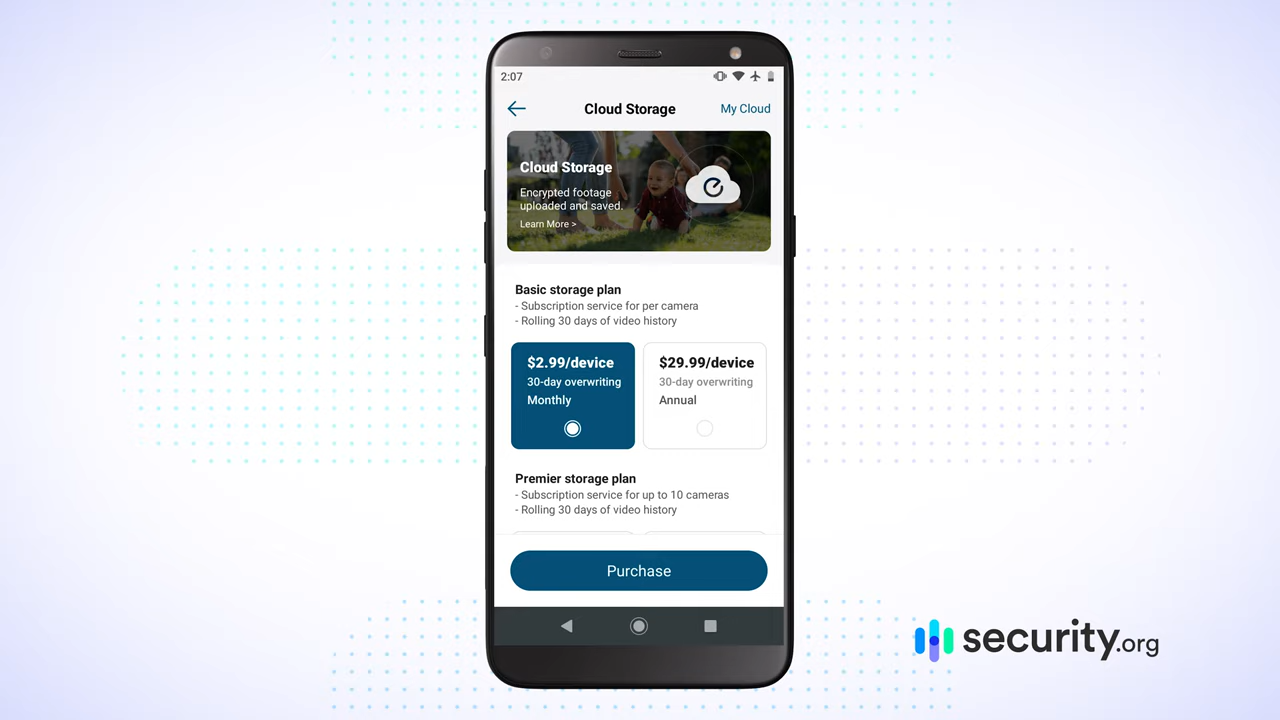 2:07
Cloud Storage
My Cloud
Cloud Storage
Encrypted footage
uploaded and saved.
Learn More >
Basic storage plan
- Subscription service for per camera
- Rolling 30 days of video history
$2.99/device
30-day overwriting
Monthly
$29.99/device
30-day overwriting
Annual
Premier storage plan
- Subscription service for up to 10 cameras
- Rolling 30 days of video history
Purchase
security.org